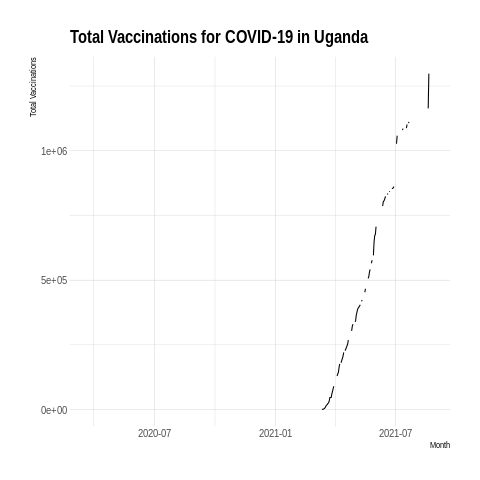 Total Vaccinations for COVID-19 in Uganda
Total Vaccinations
1e+06
5e+05
0e+00
2020-07
2021-01
2021-07
Month